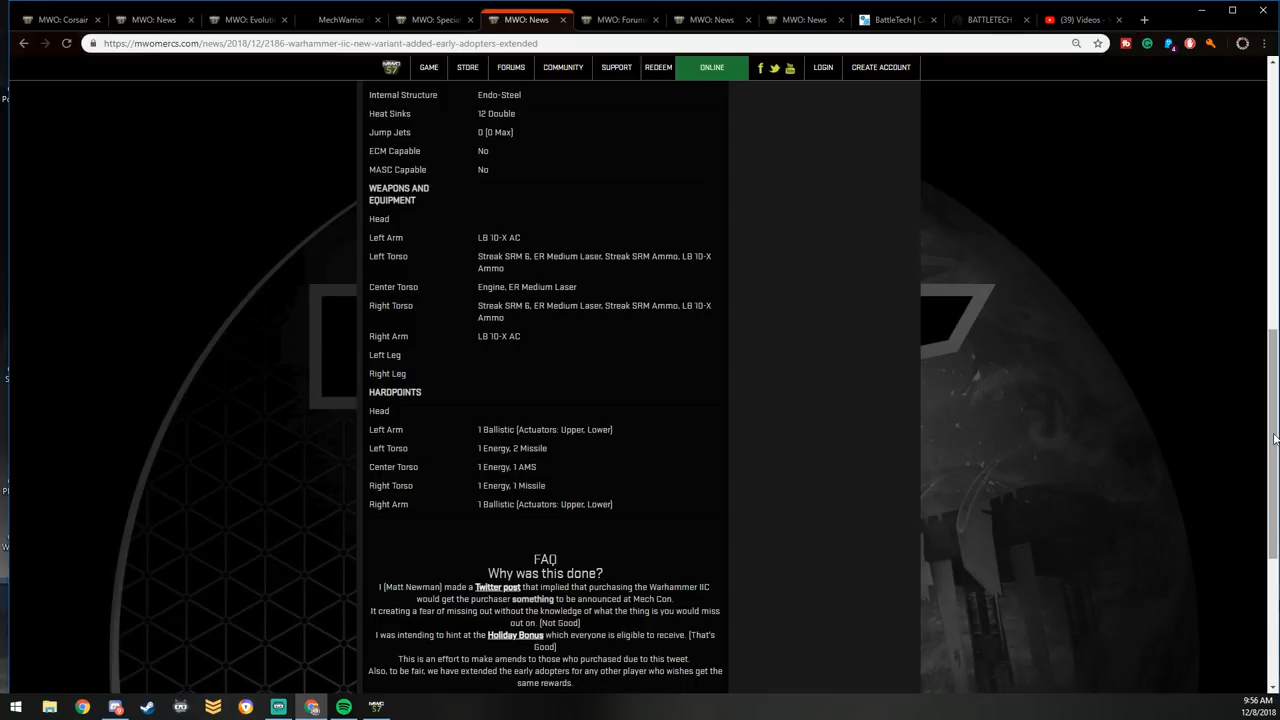 MWO: Corsair
MWO: News
MWO: Evoluti
MechWarrior
MWO: Special
MWO: News
MWO: Forum
MWO: News
MWO: News
BattleTech | C
BATTLETECH
(39) Videos - Y
https://mwomercs.com/news/2018/12/2186-warhammer-iic-new-variant-added-early-adopters-extended
GAME STORE FORUMS COMMUNITY SUPPORT REDEEM ONLINE LOGIN CREATE ACCOUNT
Internal Structure Endo-Steel
Heat Sinks 12 Double
Jump Jets 0 (0 Max)
ECM Capable No
MASC Capable No
WEAPONS AND
EQUIPMENT
Head
Left Arm LB 10-X AC
Left Torso Streak SRM 6, ER Medium Laser, Streak SRM Ammo, LB 10-X
Ammo
Center Torso Engine, ER Medium Laser
Right Torso Streak SRM 6, ER Medium Laser, Streak SRM Ammo, LB 10-X
Ammo
Right Arm LB 10-X AC
Left Leg
Right Leg
HARDPOINTS
Head
Left Arm 1 Ballistic (Actuators: Upper, Lower)
Left Torso 1 Energy, 2 Missile
Center Torso 1 Energy, 1 AMS
Right Torso 1 Energy, 1 Missile
Right Arm 1 Ballistic (Actuators: Upper, Lower)
FAQ
Why was this done?
I (Matt Newman) made a Twitter post that implied that purchasing the Warhammer IIC
would get the purchaser something to be announced at Mech Con.
It creating a fear of missing out without the knowledge of what the thing is you would miss
out on. (Not Good)
I was intending to hint at the Holiday Bonus which everyone is eligible to receive. (That's
Good)
This is an effort to make amends to those who purchased due to this tweet.
Also, to be fair, we have extended the early adopters for any other player who wishes get the
same rewards.
9:56 AM
12/8/2018